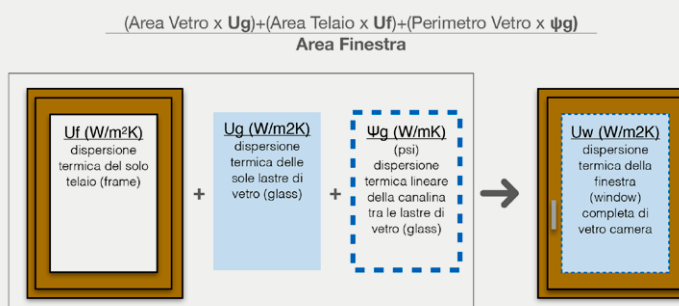 (Area Vetro x Ug)+(Area Telaio x Uf)+(Perimetro Vetro x ψg)
Area Finestra
Uf (W/m²K)
dispersione
termica del solo
telaio (frame)
+
Ug (W/m2K)
dispersione
termica delle
sole lastre di
vetro (glass)
+
Ψg (W/mK)
(psi)
dispersione
termica lineare
della canalina
tra le lastre di
vetro (glass)
Uw (W/m2K)
dispersione
termica della
finestra
(window)
completa di
vetro camera